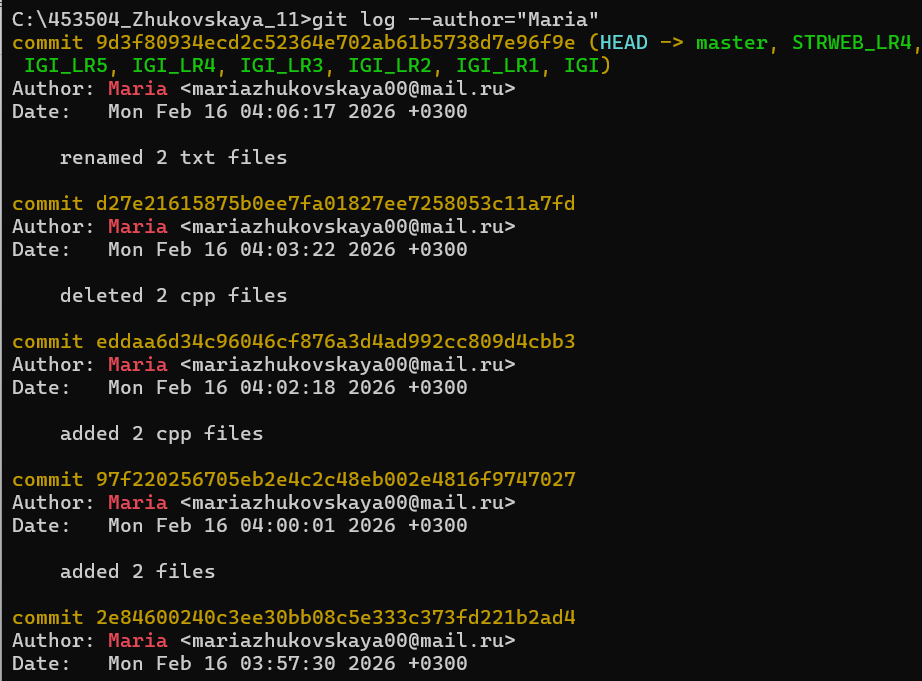 C:\453504_Zhukovskaya_11>git log --author="Maria"
commit 9d3f80934ecd2c52364e702ab61b5738d7e96f9e (HEAD -> master, STRWEB_LR4,
IGI_LR5, IGI_LR4, IGI_LR3, IGI_LR2, IGI_LR1, IGI)
Author: Maria <mariazhukovskaya00@mail.ru>
Date:   Mon Feb 16 04:06:17 2026 +0300
renamed 2 txt files
commit d27e21615875b0ee7fa01827ee7258053c11a7fd
Author: Maria <mariazhukovskaya00@mail.ru>
Date:   Mon Feb 16 04:03:22 2026 +0300
deleted 2 cpp files
commit eddaa6d34c96046cf876a3d4ad992cc809d4cbb3
Author: Maria <mariazhukovskaya00@mail.ru>
Date:   Mon Feb 16 04:02:18 2026 +0300
added 2 cpp files
commit 97f220256705eb2e4c2c48eb002e4816f9747027
Author: Maria <mariazhukovskaya00@mail.ru>
Date:   Mon Feb 16 04:00:01 2026 +0300
added 2 files
commit 2e84600240c3ee30bb08c5e333c373fd221b2ad4
Author: Maria <mariazhukovskaya00@mail.ru>
Date:   Mon Feb 16 03:57:30 2026 +0300